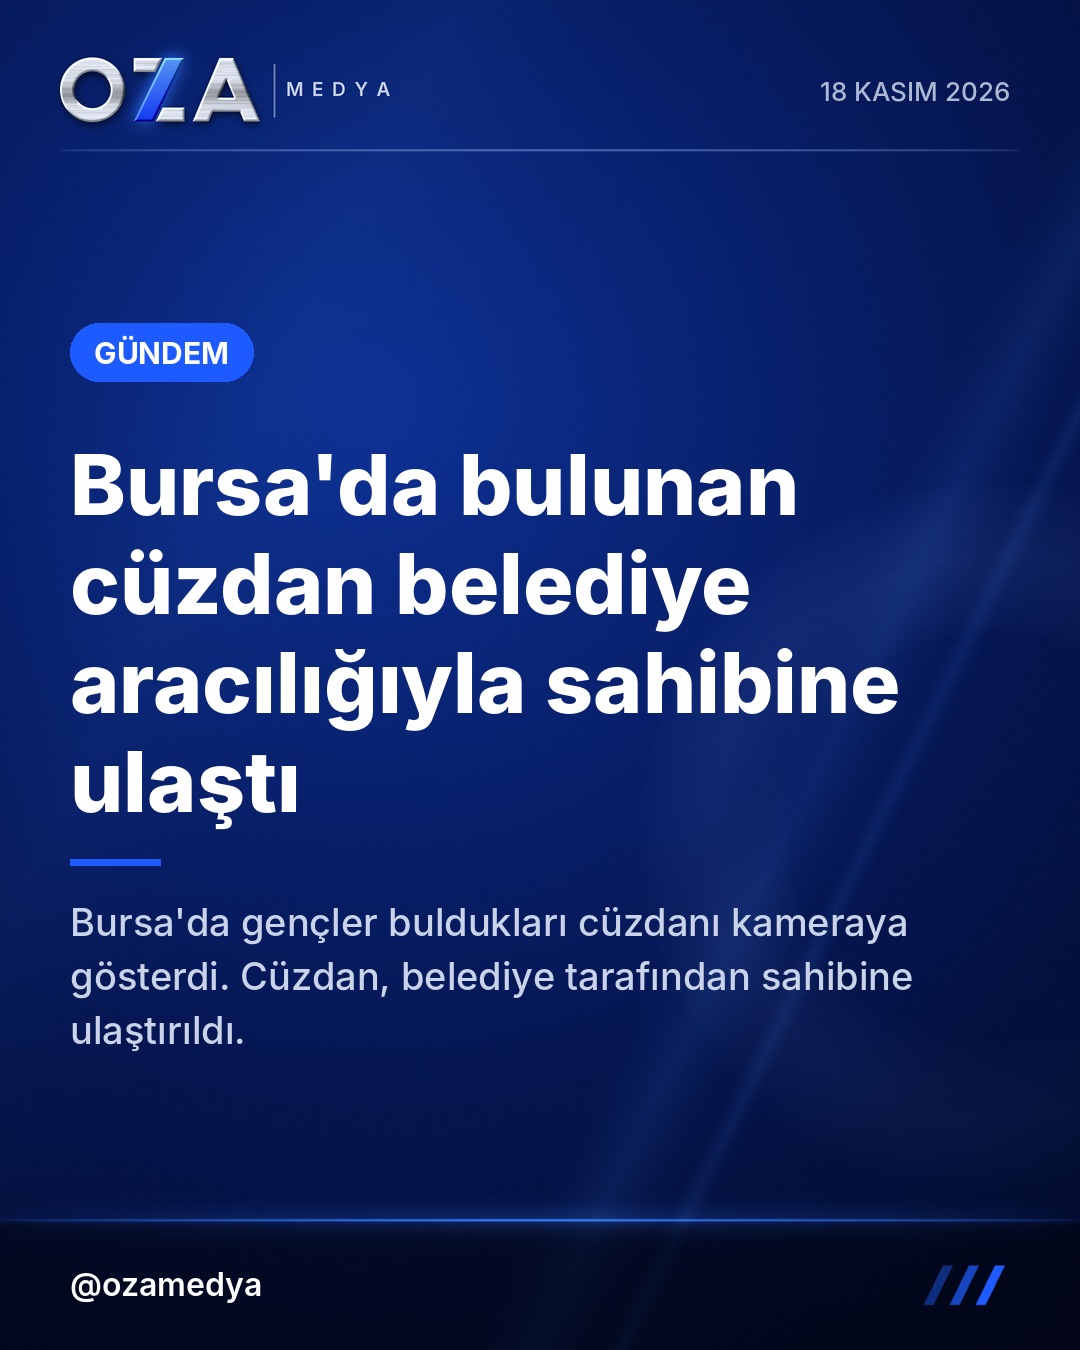 OZA MEDYA
18 KASIM 2026
GÜNDEM
Bursa'da bulunan
cüzdan belediye
aracılığıyla sahibine
ulaştı
Bursa'da gençler buldukları cüzdanı kameraya
gösterdi. Cüzdan, belediye tarafından sahibine
ulaştırıldı.
@ozamedya